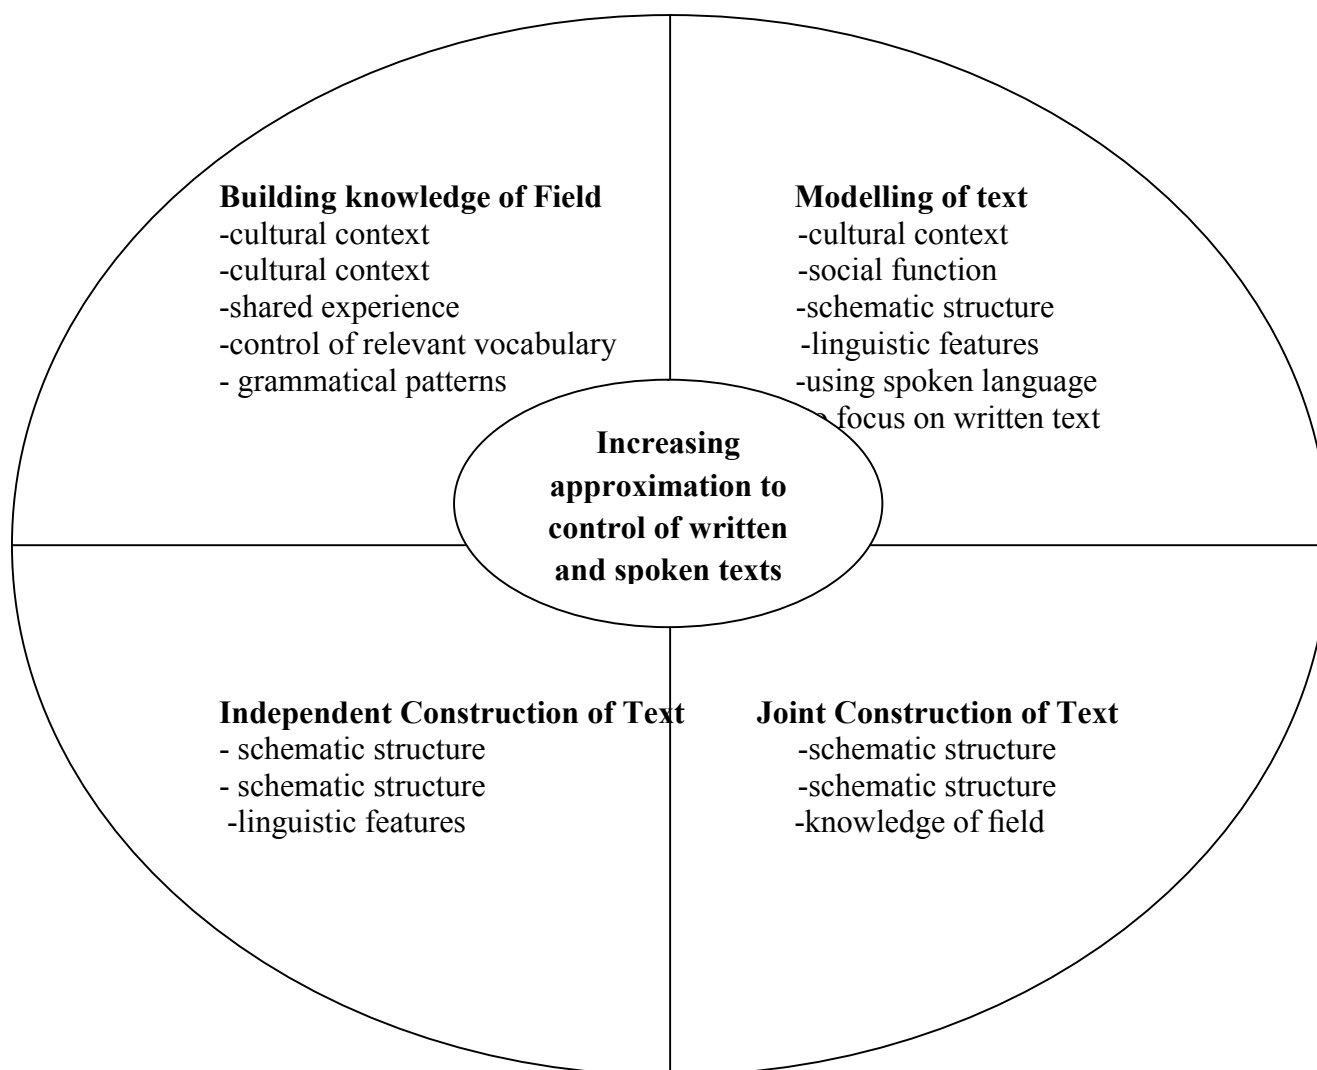 Building knowledge of Field
-cultural context
-cultural context
-shared experience
-control of relevant vocabulary
- grammatical patterns
Modelling of text
-cultural context
-social function
-schematic structure
-linguistic features
-using spoken language
focus on written text
Increasing
approximation to
control of written
and spoken texts
Independent Construction of Text
- schematic structure
- schematic structure
-linguistic features
Joint Construction of Text
-schematic structure
-schematic structure
-knowledge of field